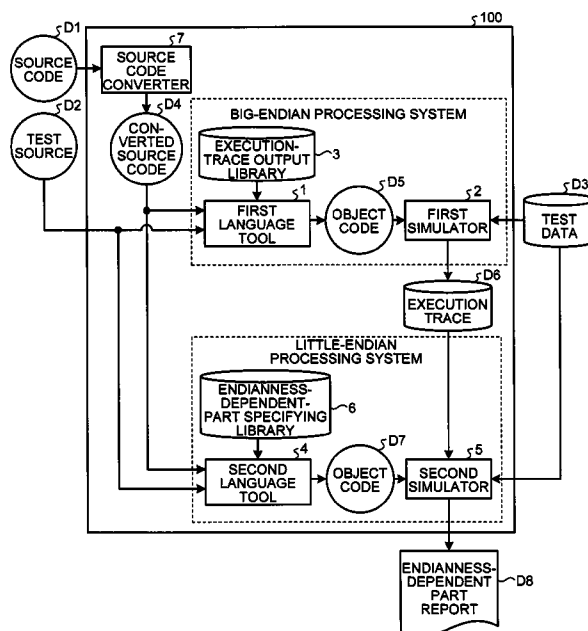 D1
100
SOURCE
CODE
7
SOURCE
CODE
CONVERTER
D2
D4
TEST
SOURCE
CON-
VERTED
SOURCE
CODE
BIG-ENDIAN PROCESSING SYSTEM
EXECUTION-
TRACE OUTPUT
LIBRARY
3
D5
D3
1
2
FIRST
LANGUAGE
TOOL
OBJECT
CODE
FIRST
SIMULATOR
TEST
DATA
D6
EXECUTION
TRACE
LITTLE-ENDIAN
PROCESSING SYSTEM
ENDIANNESS-
DEPENDENT-
PART SPECIFYING
LIBRARY
6
D7
4
5
SECOND
LANGUAGE
TOOL
OBJECT
CODE
SECOND
SIMULATOR
ENDIANNESS-
DEPENDENT
PART
REPORT
D8